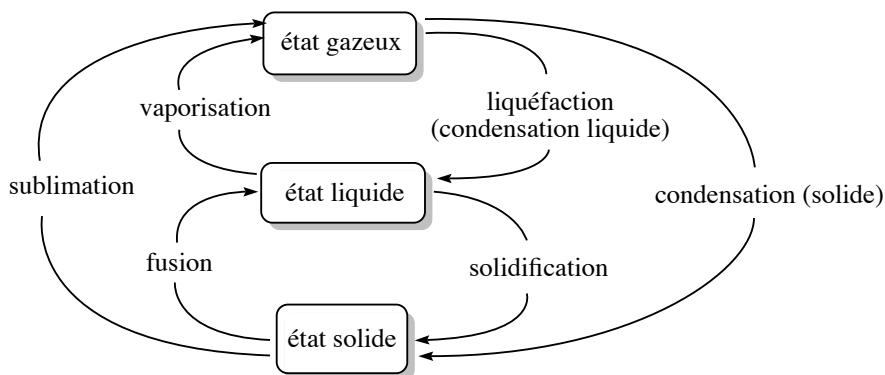 état gazeux
vaporisation
liquéfaction
(condensation liquide)
sublimation
état liquide
condensation (solide)
fusion
solidification
état solide